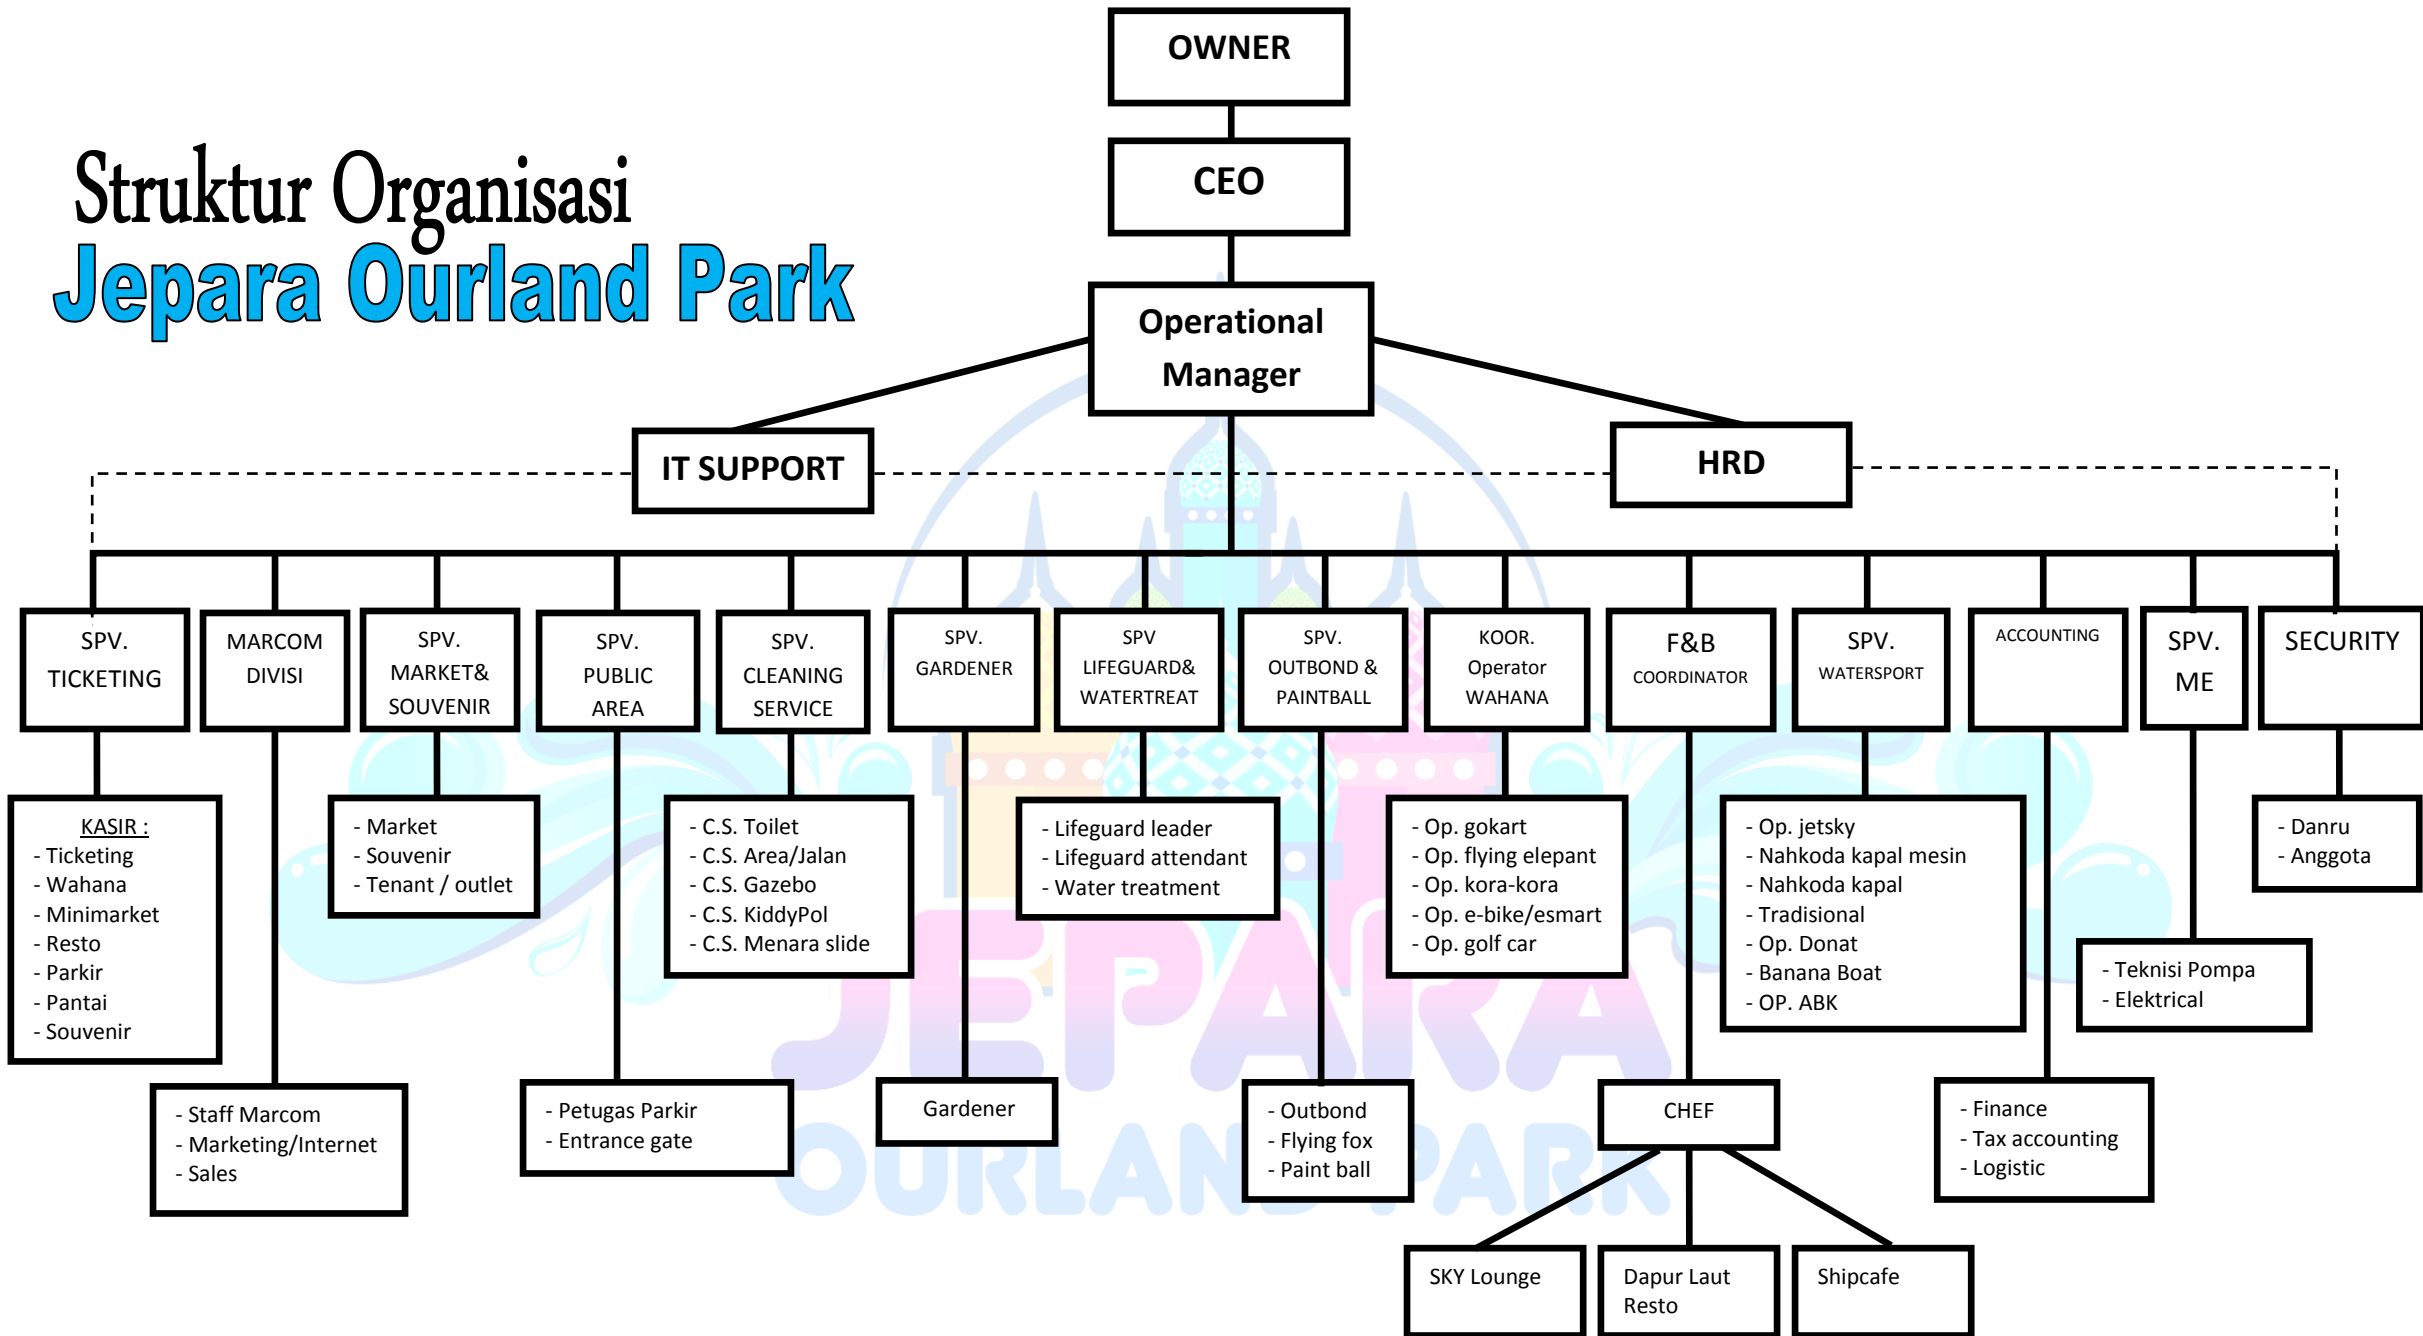 OWNER
CEO
Struktur Organisasi
Jepara Ourland Park
Operational
Manager
IT SUPPORT
HRD
SPV.
TICKETING
MARCOM
DIVISI
SPV.
MARKET&
SOUVENIR
SPV.
PUBLIC
AREA
SPV.
CLEANING
SERVICE
SPV.
GARDENER
SPV
LIFEGUARD&
WATERTREAT
SPV.
OUTBOND &
PAINTBALL
KOOR.
Operator
WAHANA
F&B
COORDINATOR
SPV.
WATERSPORT
ACCOUNTING
SPV.
ME
SECURITY
KASIR :
- Ticketing
- Wahana
- Minimarket
- Resto
- Parkir
- Pantai
- Souvenir
- Staff Marcom
- Marketing/Internet
- Sales
- Market
- Souvenir
- Tenant / outlet
- Petugas Parkir
- Entrance gate
- C.S. Toilet
- C.S. Area/Jalan
- C.S. Gazebo
- C.S. KiddyPol
- C.S. Menara slide
Gardener
- Lifeguard leader
- Lifeguard attendant
- Water treatment
- Outbond
- Flying fox
- Paint ball
- Op. gokart
- Op. flying elepant
- Op. kora-kora
- Op. e-bike/esmart
- Op. golf car
CHEF
SKY Lounge
Dapur Laut
Resto
Shipcafe
- Op. jetsky
- Nahkoda kapal mesin
- Nahkoda kapal
- Tradisional
- Op. Donat
- Banana Boat
- OP. ABK
- Finance
- Tax accounting
- Logistic
- Teknisi Pompa
- Elektrical
- Danru
- Anggota
JEPARA
OURLAND PARK